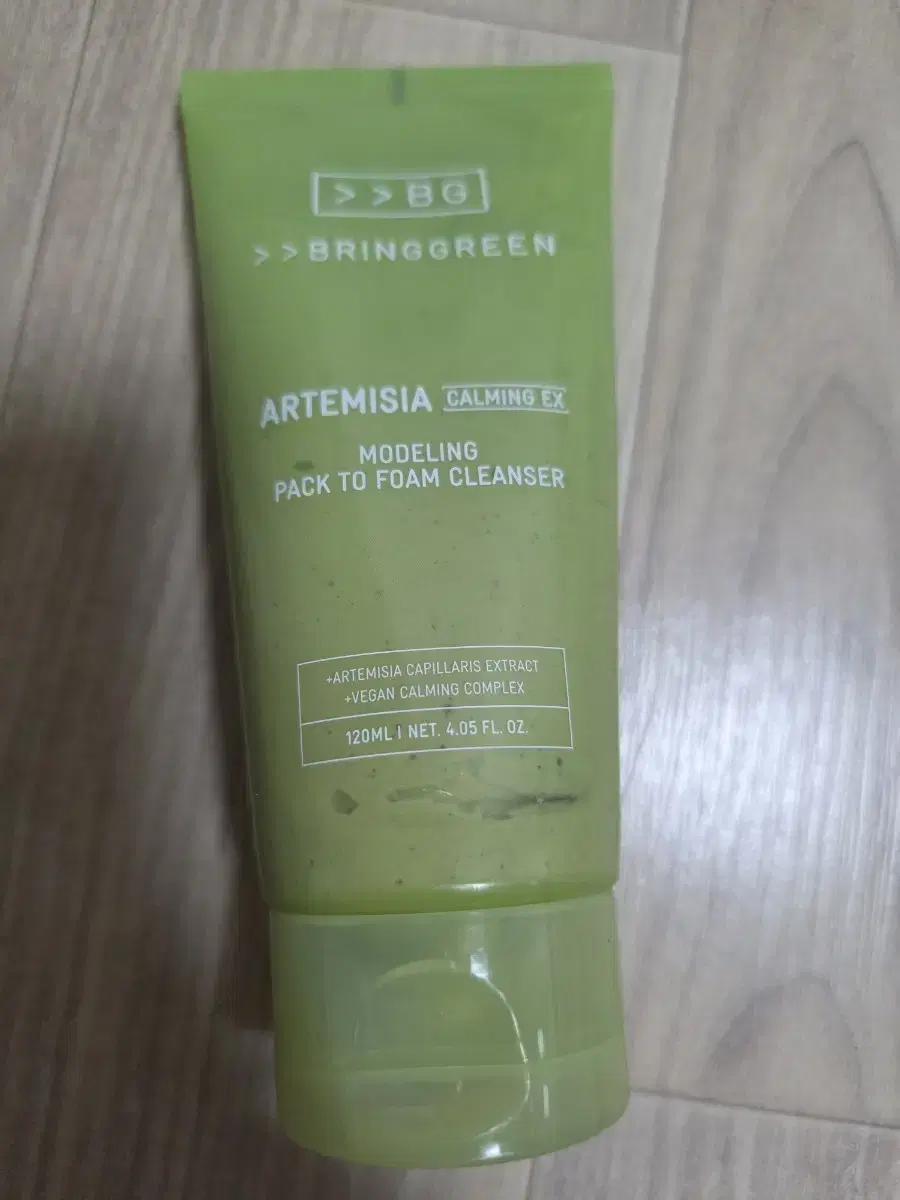 >>BG
>>BRINGGREEN
ARTEMISIA CALMING EX
MODELING
PACK TO FOAM CLEANSER
+ARTEMISIA CAPILLARIS EXTRACT
+VEGAN CALMING COMPLEX
120ML | NET. 4.05 FL. OZ.